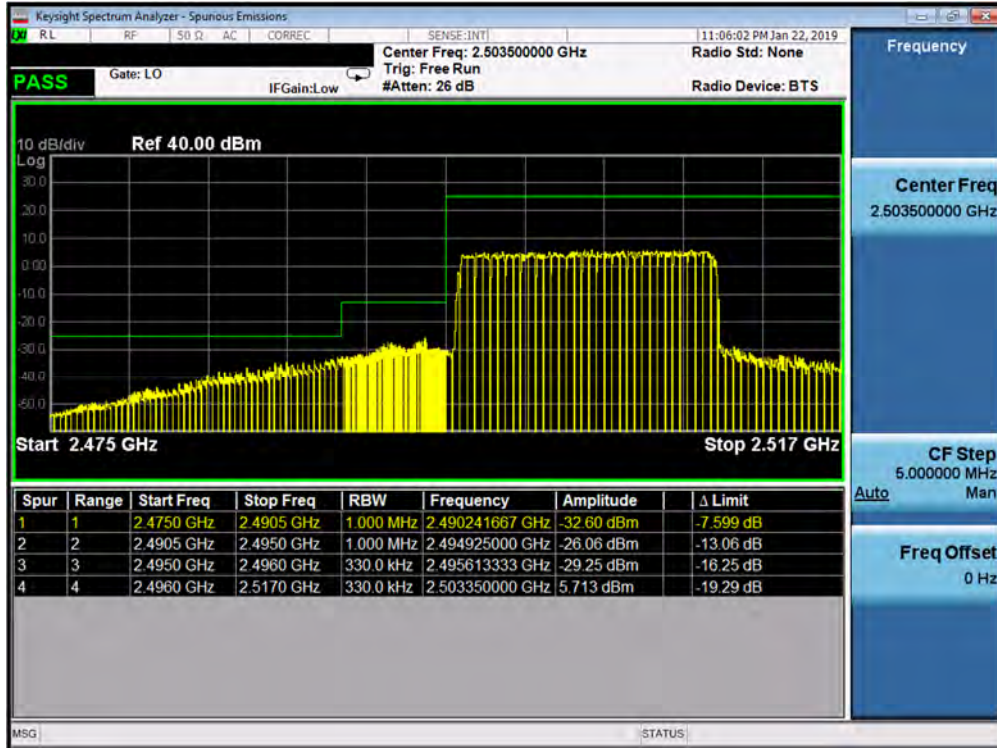 Keysight Spectrum Analyzer - Spurious Emissions
RL RF 50 Ω AC CORREC SENSE:INT 11:06:02 PM Jan 22, 2019
Center Freq: 2.503500000 GHz Radio Std: None
PASS Gate: LO Trig: Free Run
IFGain:Low #Atten: 26 dB Radio Device: BTS
10 dB/div Ref 40.00 dBm
Log
30.0
20.0
10.0
0.00
-10.0
-20.0
-30.0
-40.0
-50.0
Start 2.475 GHz Stop 2.517 GHz
Spur Range Start Freq Stop Freq RBW Frequency Amplitude Δ Limit
1 1 2.4750 GHz 2.4905 GHz 1.000 MHz 2.490241667 GHz -32.60 dBm -7.599 dB
2 2 2.4905 GHz 2.4950 GHz 1.000 MHz 2.494925000 GHz -26.06 dBm -13.06 dB
3 3 2.4950 GHz 2.4960 GHz 330.0 kHz 2.495613333 GHz -29.25 dBm -16.25 dB
4 4 2.4960 GHz 2.5170 GHz 330.0 kHz 2.503350000 GHz 5.713 dBm -19.29 dB
MSG STATUS
Frequency
Center Freq
2.503500000 GHz
CF Step
5.000000 MHz
Auto Man
Freq Offset
0 Hz